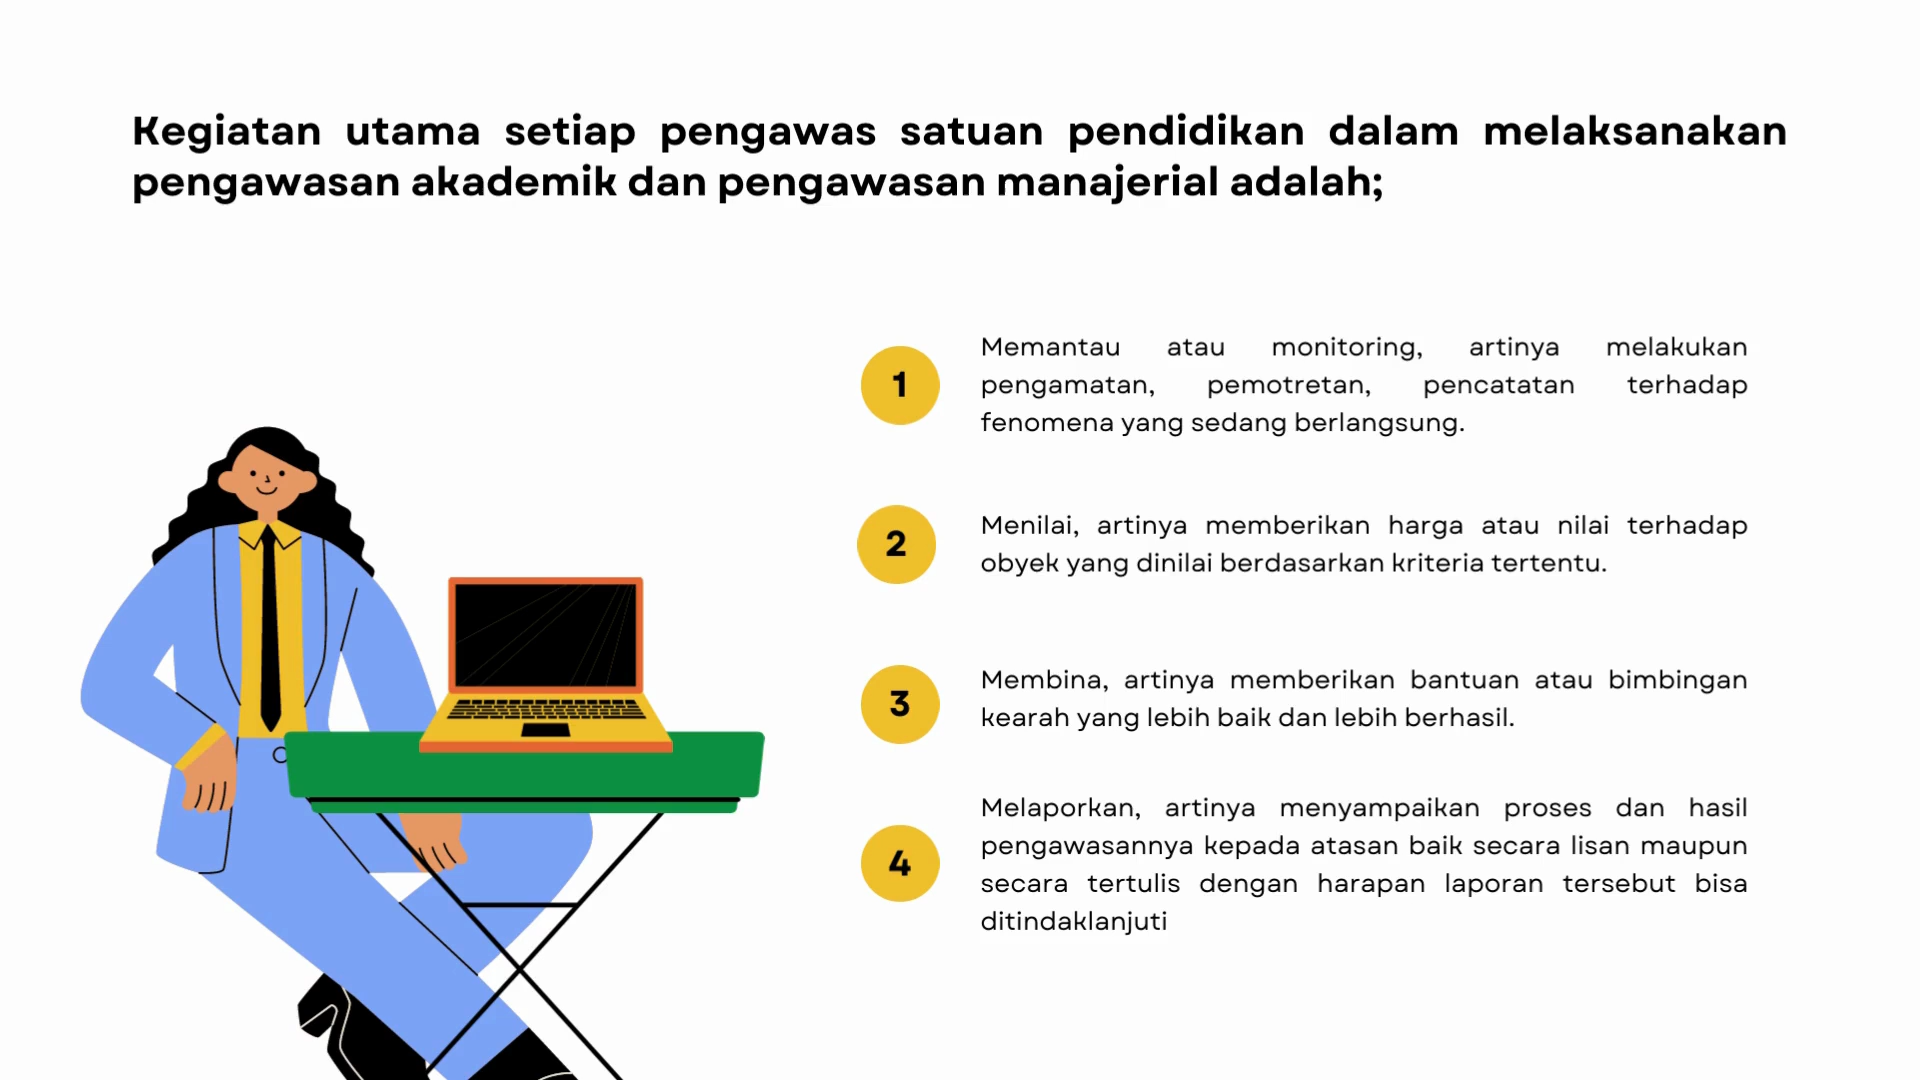 Kegiatan utama setiap pengawas satuan pendidikan dalam melaksanakan
pengawasan akademik dan pengawasan manajerial adalah;
1
Memantau atau monitoring, artinya melakukan
pengamatan, pemotretan, pencatatan terhadap
fenomena yang sedang berlangsung.
2
Menilai, artinya memberikan harga atau nilai terhadap
obyek yang dinilai berdasarkan kriteria tertentu.
3
Membina, artinya memberikan bantuan atau bimbingan
kearah yang lebih baik dan lebih berhasil.
4
Melaporkan, artinya menyampaikan proses dan hasil
pengawasannya kepada atasan baik secara lisan maupun
secara tertulis dengan harapan laporan tersebut bisa
ditindaklanjuti